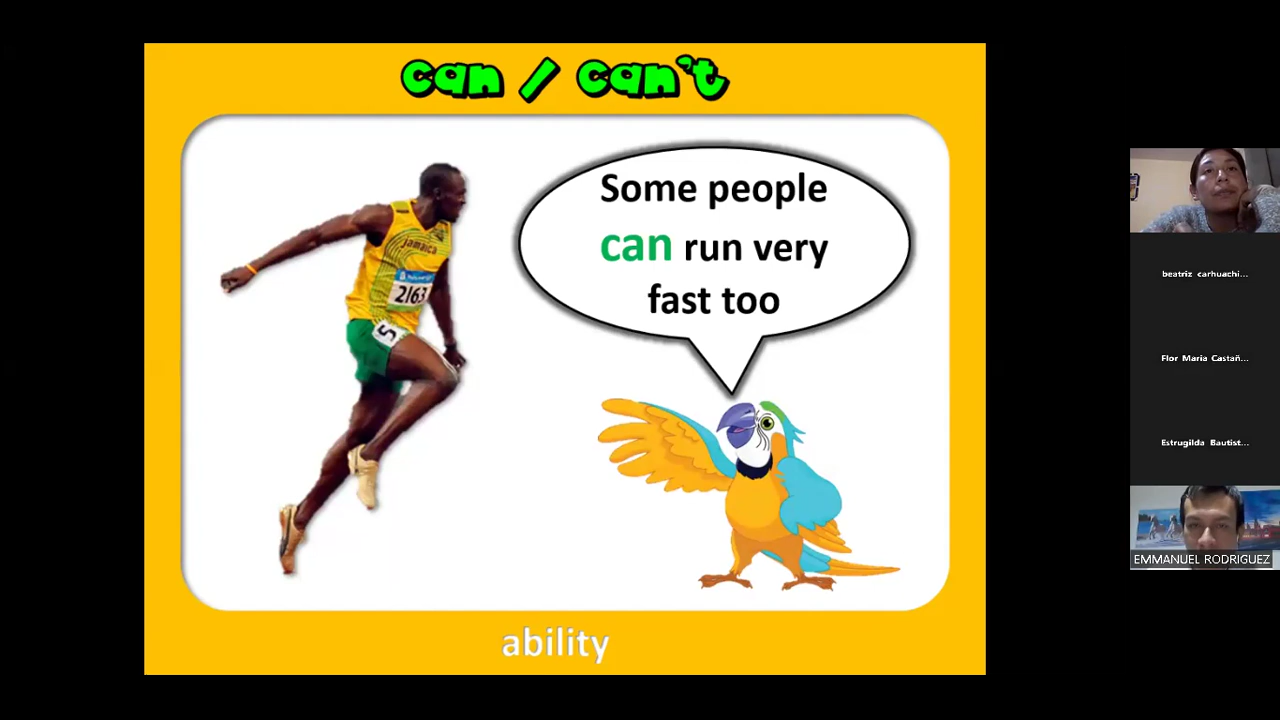 can / can't
Some people
can run very
fast too
Jamaica
2163
5
ability
beatriz carhuachi...
Flor Maria Castañ...
Estrugilda Bautist...
EMMANUEL RODRIGUEZ